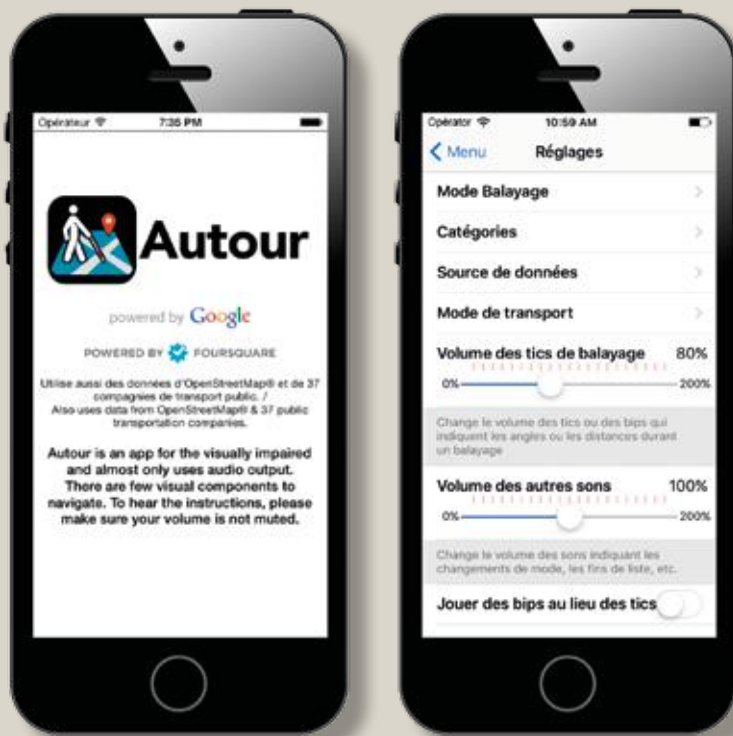 Opérateur 7:35 PM
Autour
powered by Google
POWERED BY FOURSQUARE
Utilise aussi des données d'OpenStreetMap® et de 37
compagnies de transport public. /
Also uses data from OpenStreetMap® & 37 public
transportation companies.
Autour is an app for the visually impaired
and almost only uses audio output.
There are few visual components to
navigate. To hear the instructions, please
make sure your volume is not muted.
Operator 10:59 AM
Menu Réglages
Mode Balayage
Catégories
Source de données
Mode de transport
Volume des tics de balayage 80%
0% 200%
Change le volume des tics ou des bips qui
indiquent les angles ou les distances durant
un balayage
Volume des autres sons 100%
0% 200%
Change le volume des sons indiquant les
changements de mode, les fins de liste, etc.
Jouer des bips au lieu des tics